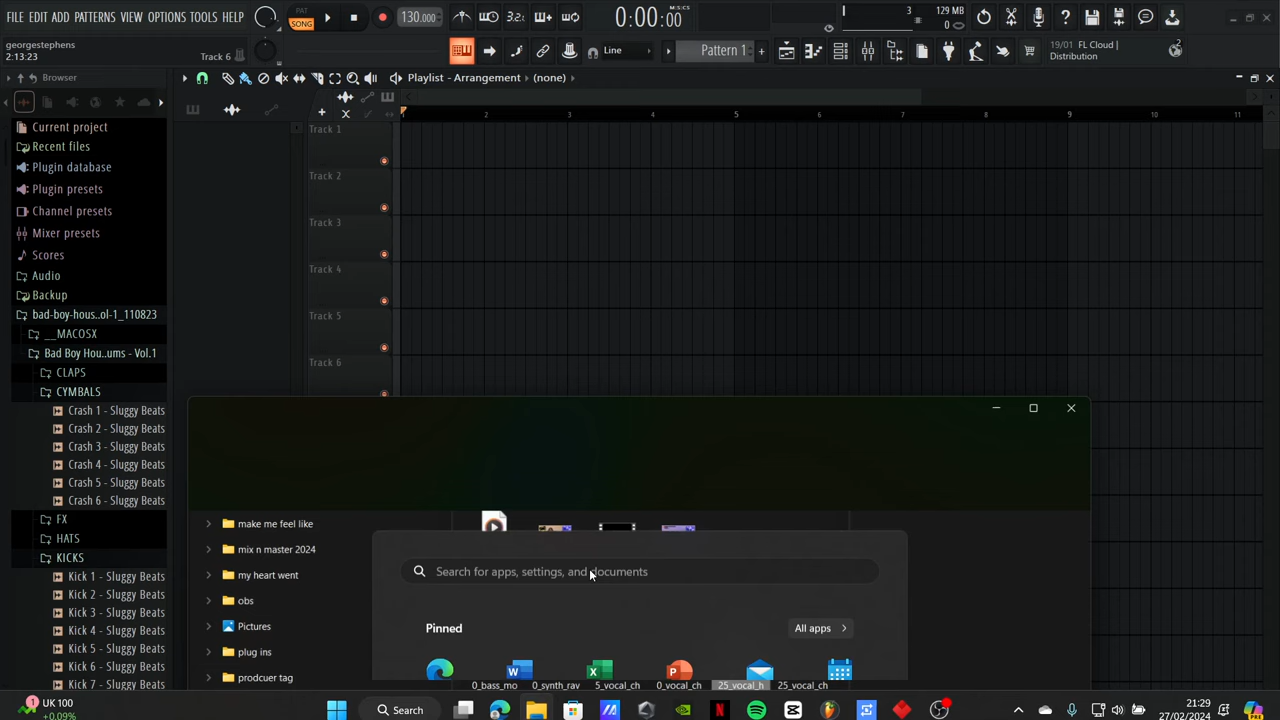 FILE EDIT ADD PATTERNS VIEW OPTIONS TOOLS HELP
PAT
SONG
130.000
3.2.
0:00:00
M:S:CS
3
129 MB
0
georgestephens
2:13:23
Track 6
Line
Pattern 1
19/01 FL Cloud |
Distribution
Browser
Playlist - Arrangement › (none) ›
Current project
Recent files
Plugin database
Plugin presets
Channel presets
Mixer presets
Scores
Audio
Backup
bad-boy-hous..ol-1_110823
__MACOSX
Bad Boy Hou..ums - Vol.1
CLAPS
CYMBALS
Crash 1 - Sluggy Beats
Crash 2 - Sluggy Beats
Crash 3 - Sluggy Beats
Crash 4 - Sluggy Beats
Crash 5 - Sluggy Beats
Crash 6 - Sluggy Beats
FX
HATS
KICKS
Kick 1 - Sluggy Beats
Kick 2 - Sluggy Beats
Kick 3 - Sluggy Beats
Kick 4 - Sluggy Beats
Kick 5 - Sluggy Beats
Kick 6 - Sluggy Beats
Kick 7 - Sluggy Beats
2 3 4 5 6 7 8 9 10 11
Track 1
Track 2
Track 3
Track 4
Track 5
Track 6
make me feel like
mix n master 2024
my heart went
obs
Pictures
plug ins
prodcuer tag
Search for apps, settings, and documents
Pinned
All apps
0_bass_mo 0_synth_rav 5_vocal_ch 0_vocal_ch 25_vocal_h 25_vocal_ch
UK 100
+0.09%
Search
21:29
27/02/2024